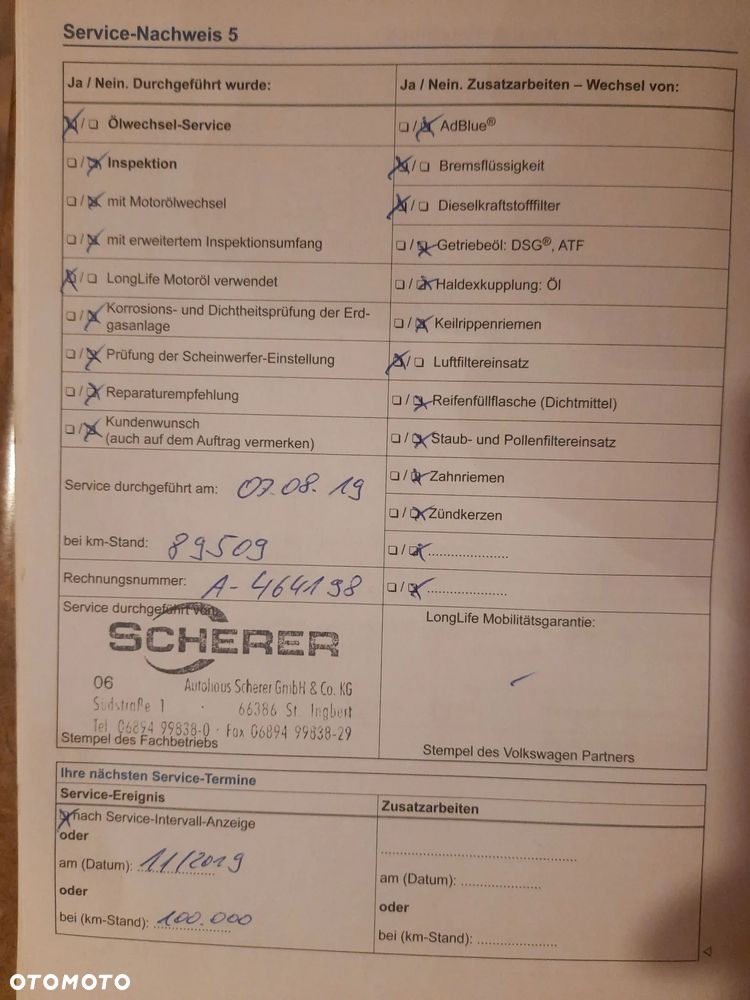 Service-Nachweis 5
Ja / Nein. Durchgeführt wurde:
☒/☐ Ölwechsel-Service
☐/☒ Inspektion
☐/☒ mit Motorölwechsel
☐/☒ mit erweitertem Inspektionsumfang
☒/☐ LongLife Motoröl verwendet
☐/☒ Korrosions- und Dichtheitsprüfung der Erd-
gasanlage
☐/☒ Prüfung der Scheinwerfer-Einstellung
☐/☒ Reparaturempfehlung
☐/☒ Kundenwunsch
(auch auf dem Auftrag vermerken)
Service durchgeführt am: 07.08.19
bei km-Stand: 89509
Rechnungsnummer: A-464198
Service durchgeführt von:
SCHERER
06 Autohaus Scherer GmbH & Co. KG
Südstraße 1 · 66386 St. Ingbert
Tel 06894 99838-0 · Fax 06894 99838-29
Stempel des Fachbetriebs
Ja / Nein. Zusatzarbeiten – Wechsel von:
☐/☒ AdBlue®
☒/☐ Bremsflüssigkeit
☒/☐ Dieselkraftstofffilter
☐/☒ Getriebeöl: DSG®, ATF
☐/☒ Haldexkupplung: Öl
☐/☒ Keilrippenriemen
☒/☐ Luftfiltereinsatz
☐/☒ Reifenfüllflasche (Dichtmittel)
☐/☒ Staub- und Pollenfiltereinsatz
☐/☒ Zahnriemen
☐/☒ Zündkerzen
☐/☒ .....................
☐/☒ .....................
LongLife Mobilitätsgarantie:
Stempel des Volkswagen Partners
Ihre nächsten Service-Termine
Service-Ereignis
☒ nach Service-Intervall-Anzeige
oder
am (Datum): 11/2019
oder
bei (km-Stand): 100.000
Zusatzarbeiten
.....................
am (Datum): .....................
oder
bei (km-Stand): .....................
OTOMOTO